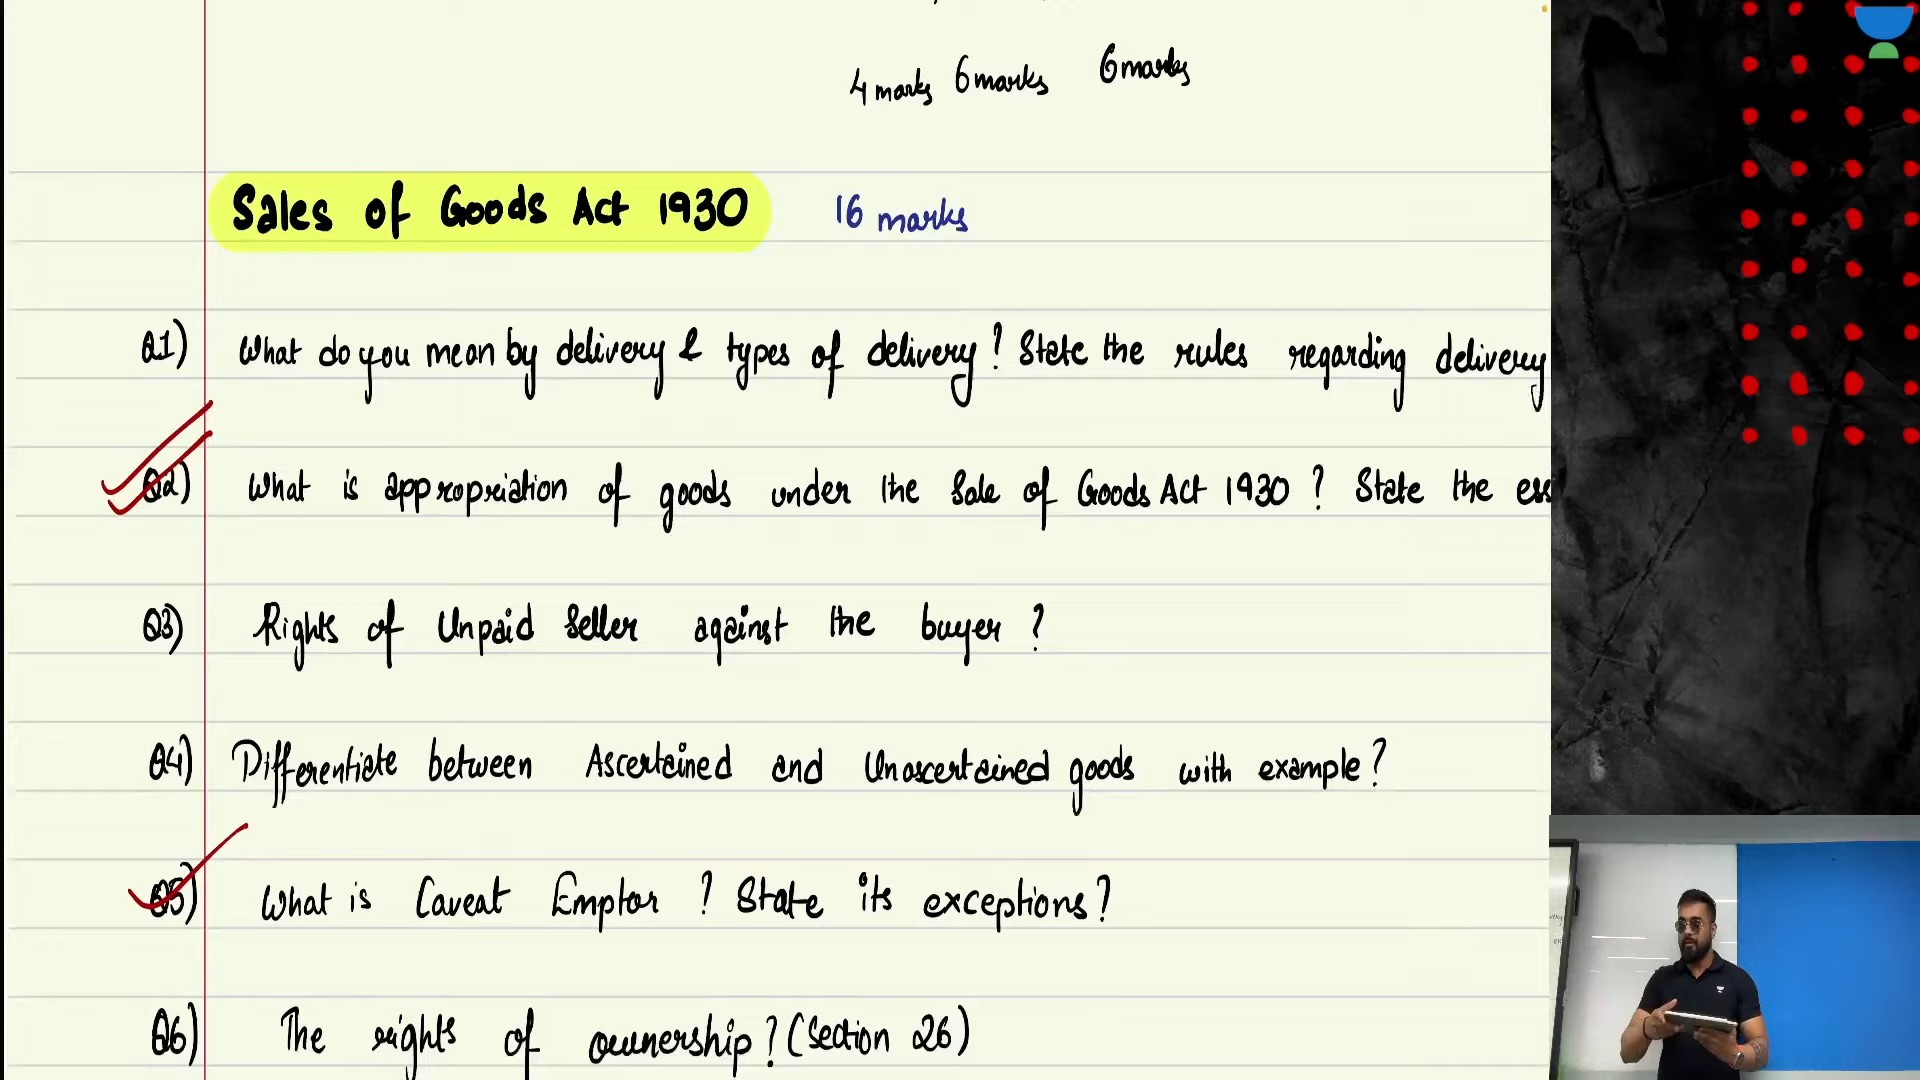 4 marks 6 marks 6 marks
Sales of Goods Act 1930 16 marks
Q1) What do you mean by delivery & types of delivery? State the rules regarding delivery
Q2) What is appropriation of goods under the Sale of Goods Act 1930 ? State the ess
Q3) Rights of Unpaid Seller against the buyer ?
Q4) Differentiate between Ascertained and Unascertained goods with example?
Q5) What is Caveat Emptor ? State its exceptions?
Q6) The rights of ownership? (Section 26)